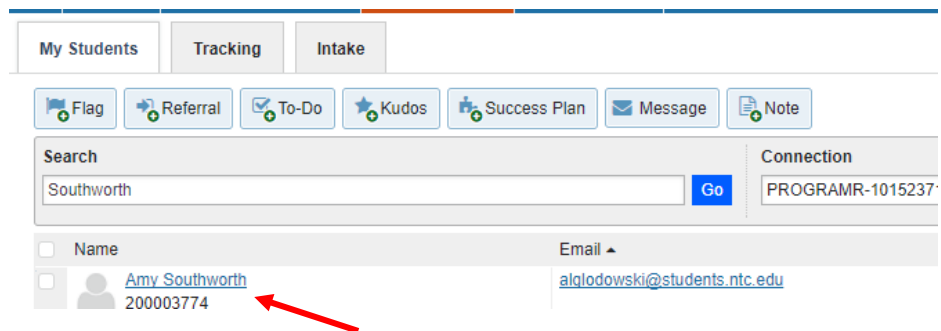 My Students Tracking Intake
Flag Referral To-Do Kudos Success Plan Message Note
Search Connection
Southworth Go PROGRAMR-10152371
Name Email
Amy Southworth alglodowski@students.ntc.edu
200003774